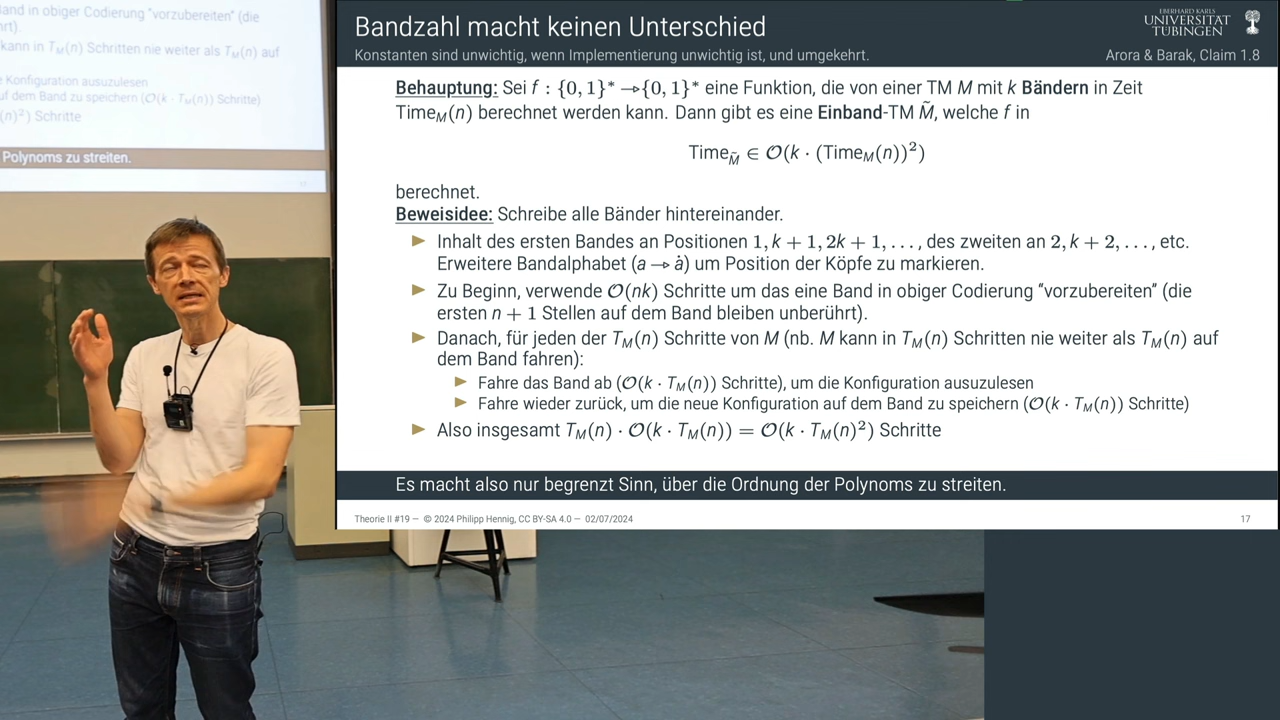 Band in obiger Codierung "vorzubereiten" (die
rt).
kann in T_M(n) Schritten nie weiter als T_M(n) auf
e Konfiguration auszulesen
uf dem Band zu speichern (𝒪(k · T_M(n)) Schritte)
(n)²) Schritte
Polynoms zu streiten.
Bandzahl macht keinen Unterschied
Konstanten sind unwichtig, wenn Implementierung unwichtig ist, und umgekehrt.
EBERHARD KARLS
UNIVERSITÄT
TÜBINGEN
Arora & Barak, Claim 1.8
Behauptung: Sei f : {0, 1}* → {0, 1}* eine Funktion, die von einer TM M mit k Bändern in Zeit
Time_M(n) berechnet werden kann. Dann gibt es eine Einband-TM M̃, welche f in
Time_M̃ ∈ 𝒪(k · (Time_M(n))²)
berechnet.
Beweisidee: Schreibe alle Bänder hintereinander.
► Inhalt des ersten Bandes an Positionen 1, k + 1, 2k + 1, . . . , des zweiten an 2, k + 2, . . . , etc.
Erweitere Bandalphabet (a → ȧ) um Position der Köpfe zu markieren.
► Zu Beginn, verwende 𝒪(nk) Schritte um das eine Band in obiger Codierung "vorzubereiten" (die
ersten n + 1 Stellen auf dem Band bleiben unberührt).
► Danach, für jeden der T_M(n) Schritte von M (nb. M kann in T_M(n) Schritten nie weiter als T_M(n) auf
dem Band fahren):
► Fahre das Band ab (𝒪(k · T_M(n)) Schritte), um die Konfiguration auszulesen
► Fahre wieder zurück, um die neue Konfiguration auf dem Band zu speichern (𝒪(k · T_M(n)) Schritte)
► Also insgesamt T_M(n) · 𝒪(k · T_M(n)) = 𝒪(k · T_M(n)²) Schritte
Es macht also nur begrenzt Sinn, über die Ordnung der Polynoms zu streiten.
Theorie II #19 — © 2024 Philipp Hennig, CC BY-SA 4.0 — 02/07/2024
17